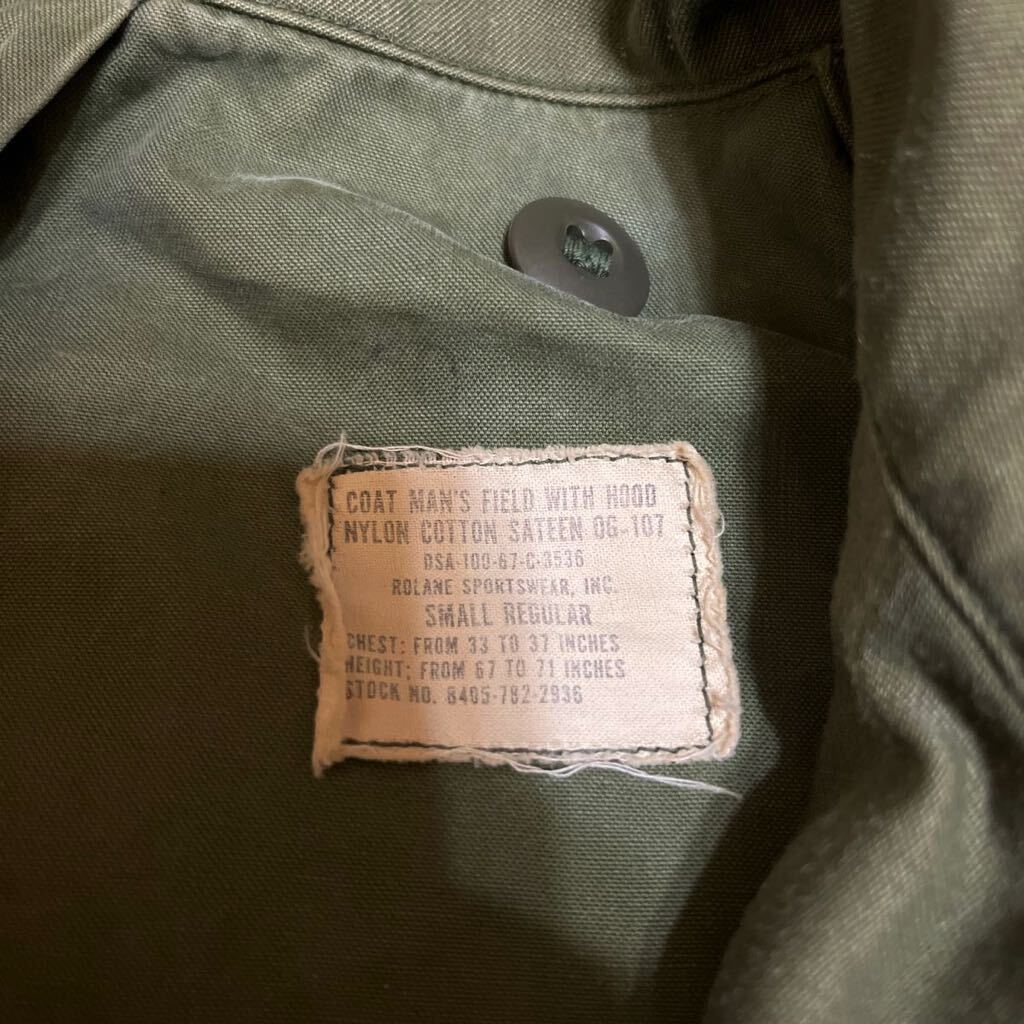 COAT MAN'S FIELD WITH HOOD
NYLON COTTON SATEEN OG-107
DSA-100-67-C-3536
ROLANE SPORTSWEAR, INC.
SMALL REGULAR
CHEST: FROM 33 TO 37 INCHES
HEIGHT: FROM 67 TO 71 INCHES
STOCK NO. 8405-782-2936